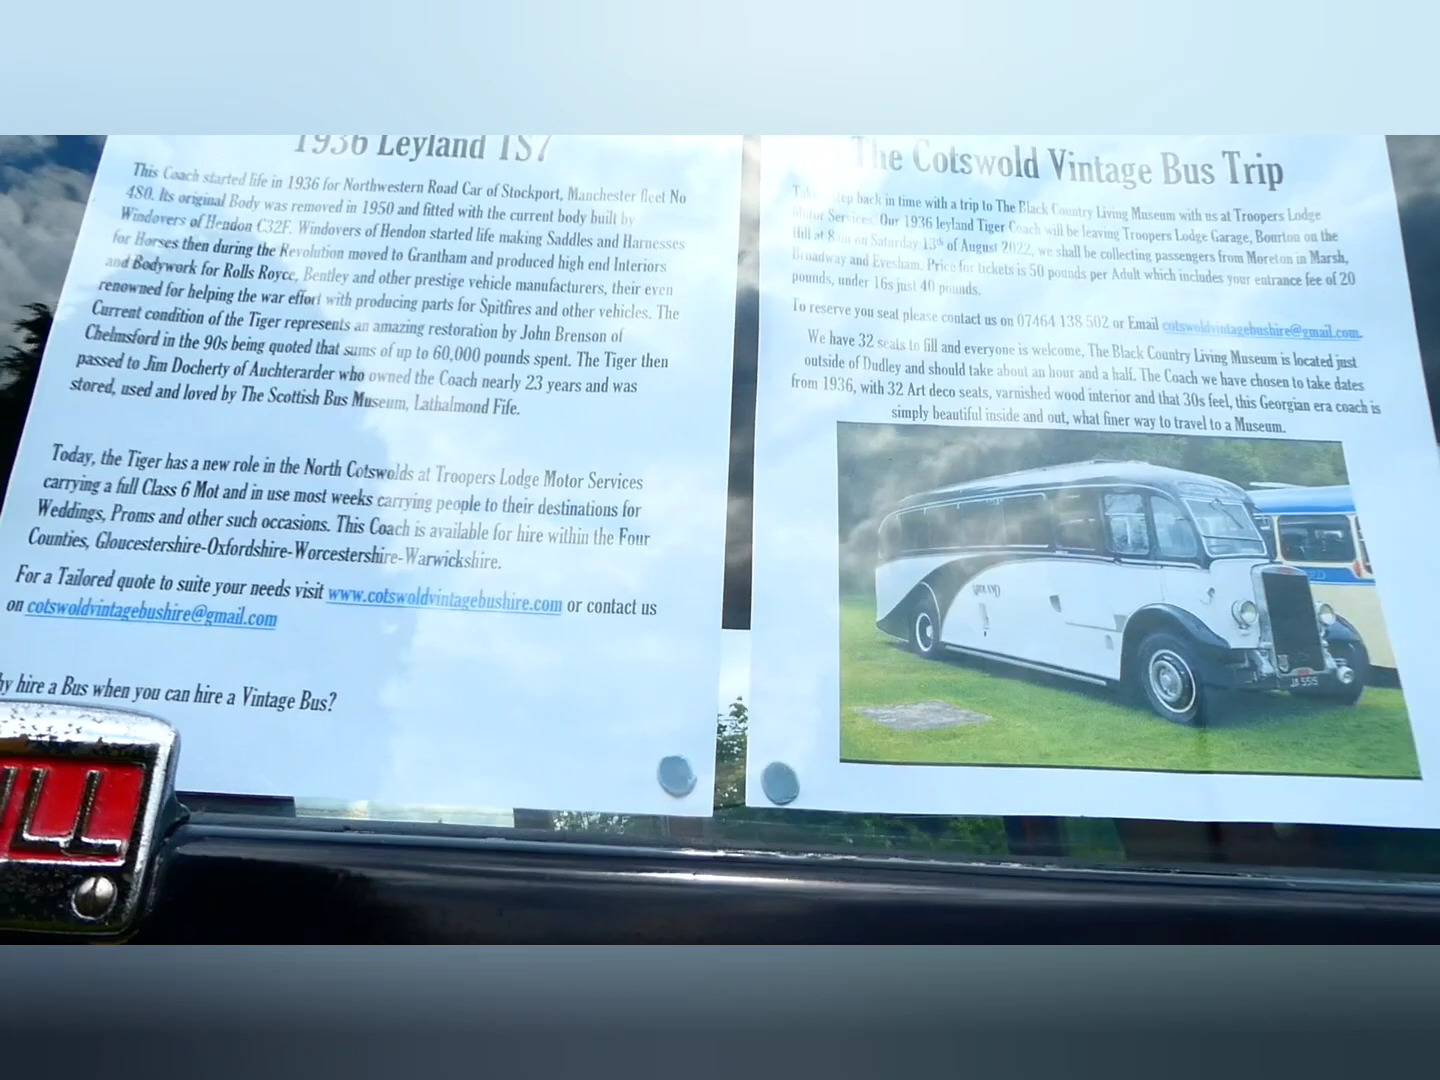 1936 Leyland TS7
This Coach started life in 1936 for Northwestern Road Car of Stockport, Manchester fleet No
480. Its original Body was removed in 1950 and fitted with the current body built by
Windovers of Hendon C32F. Windovers of Hendon started life making Saddles and Harnesses
for Horses then during the Revolution moved to Grantham and produced high end Interiors
and Bodywork for Rolls Royce, Bentley and other prestige vehicle manufacturers, their even
renowned for helping the war effort with producing parts for Spitfires and other vehicles. The
Current condition of the Tiger represents an amazing restoration by John Brenson of
Chelmsford in the 90s being quoted that sums of up to 60,000 pounds spent. The Tiger then
passed to Jim Docherty of Auchterarder who owned the Coach nearly 23 years and was
stored, used and loved by The Scottish Bus Museum, Lathalmond Fife.
Today, the Tiger has a new role in the North Cotswolds at Troopers Lodge Motor Services
carrying a full Class 6 Mot and in use most weeks carrying people to their destinations for
Weddings, Proms and other such occasions. This Coach is available for hire within the Four
Counties, Gloucestershire-Oxfordshire-Worcestershire-Warwickshire.
For a Tailored quote to suite your needs visit www.cotswoldvintagebushire.com or contact us
on cotswoldvintagebushire@gmail.com
hy hire a Bus when you can hire a Vintage Bus?
The Cotswold Vintage Bus Trip
step back in time with a trip to The Black Country Living Museum with us at Troopers Lodge
Motor Services. Our 1936 leyland Tiger Coach will be leaving Troopers Lodge Garage, Bourton on the
Hill at 8am on Saturday 13th of August 2022, we shall be collecting passengers from Moreton in Marsh,
Broadway and Evesham. Price for tickets is 50 pounds per Adult which includes your entrance fee of 20
pounds, under 16s just 40 pounds.
To reserve you seat please contact us on 07464 138 502 or Email cotswoldvintagebushire@gmail.com.
We have 32 seats to fill and everyone is welcome, The Black Country Living Museum is located just
outside of Dudley and should take about an hour and a half. The Coach we have chosen to take dates
from 1936, with 32 Art deco seats, varnished wood interior and that 30s feel, this Georgian era coach is
simply beautiful inside and out, what finer way to travel to a Museum.
MIDLAND
JA 5515
LL